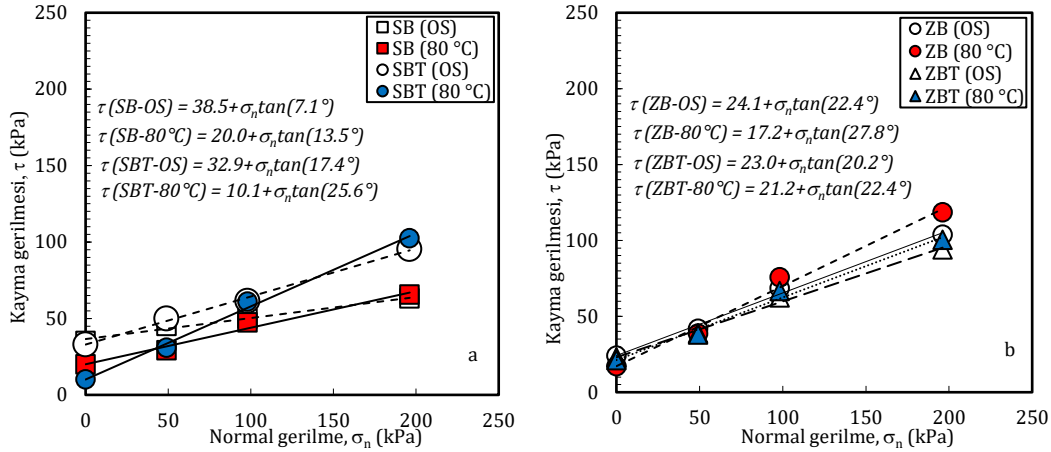 250
200
150
100
50
0
Kayma gerilmesi, τ (kPa)
SB (OS)
SB (80 °C)
SBT (OS)
SBT (80 °C)
τ (SB-OS) = 38.5+σₙtan(7.1°)
τ (SB-80°C) = 20.0+σₙtan(13.5°)
τ (SBT-OS) = 32.9+σₙtan(17.4°)
τ (SBT-80°C) = 10.1+σₙtan(25.6°)
a
0 50 100 150 200 250
Normal gerilme, σₙ (kPa)
250
200
150
100
50
0
Kayma gerilmesi, τ (kPa)
ZB (OS)
ZB (80 °C)
ZBT (OS)
ZBT (80 °C)
τ (ZB-OS) = 24.1+σₙtan(22.4°)
τ (ZB-80°C) = 17.2+σₙtan(27.8°)
τ (ZBT-OS) = 23.0+σₙtan(20.2°)
τ (ZBT-80°C) = 21.2+σₙtan(22.4°)
b
0 50 100 150 200 250
Normal gerilme, σₙ (kPa)